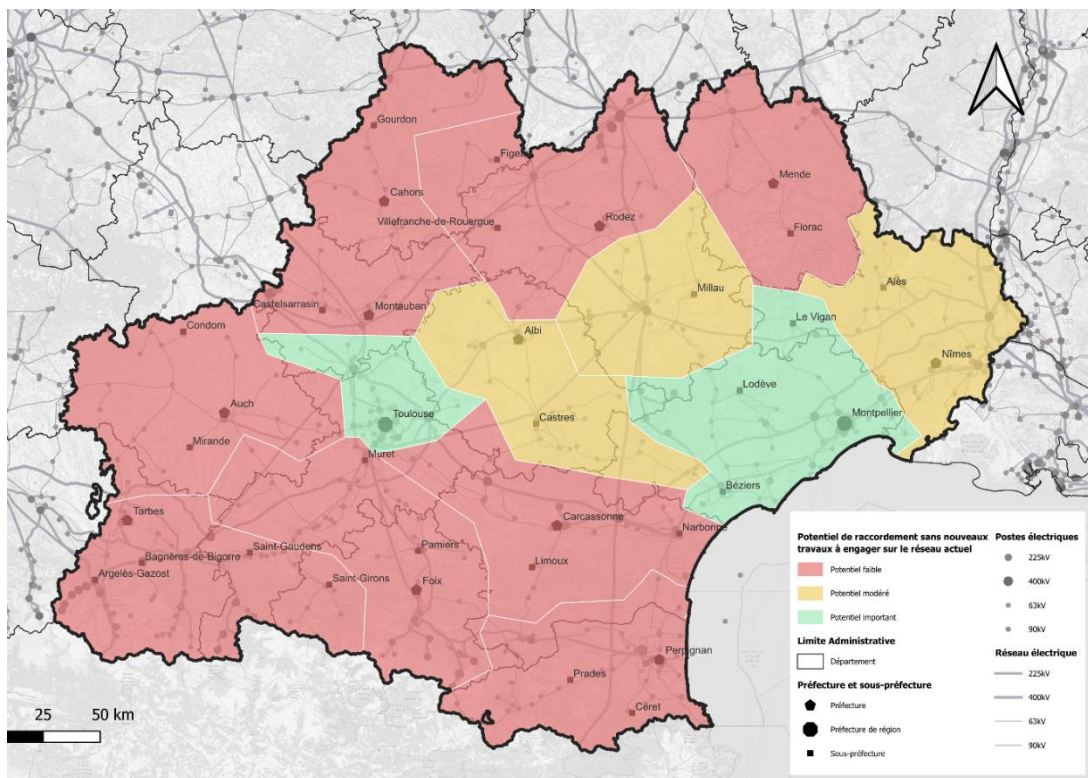 Gourdon
Figeac
Mende
Cahors
Villefranche-de-Rouergue
Rodez
Florac
Castelsarrasin
Montauban
Millau
Alès
Condom
Albi
Le Vigan
Nîmes
Auch
Toulouse
Castres
Lodève
Montpellier
Mirande
Muret
Béziers
Tarbes
Carcassonne
Narbonne
Bagnères-de-Bigorre
Saint-Gaudens
Pamiers
Argelès-Gazost
Saint-Girons
Foix
Limoux
Perpignan
Prades
Céret
25 50 km
Potentiel de raccordement sans nouveaux
travaux à engager sur le réseau actuel
Potentiel faible
Potentiel modéré
Potentiel important
Limite Administrative
Département
Préfecture et sous-préfecture
Préfecture
Préfecture de région
Sous-préfecture
Postes électriques
225kV
400kV
63kV
90kV
Réseau électrique
225kV
400kV
63kV
90kV